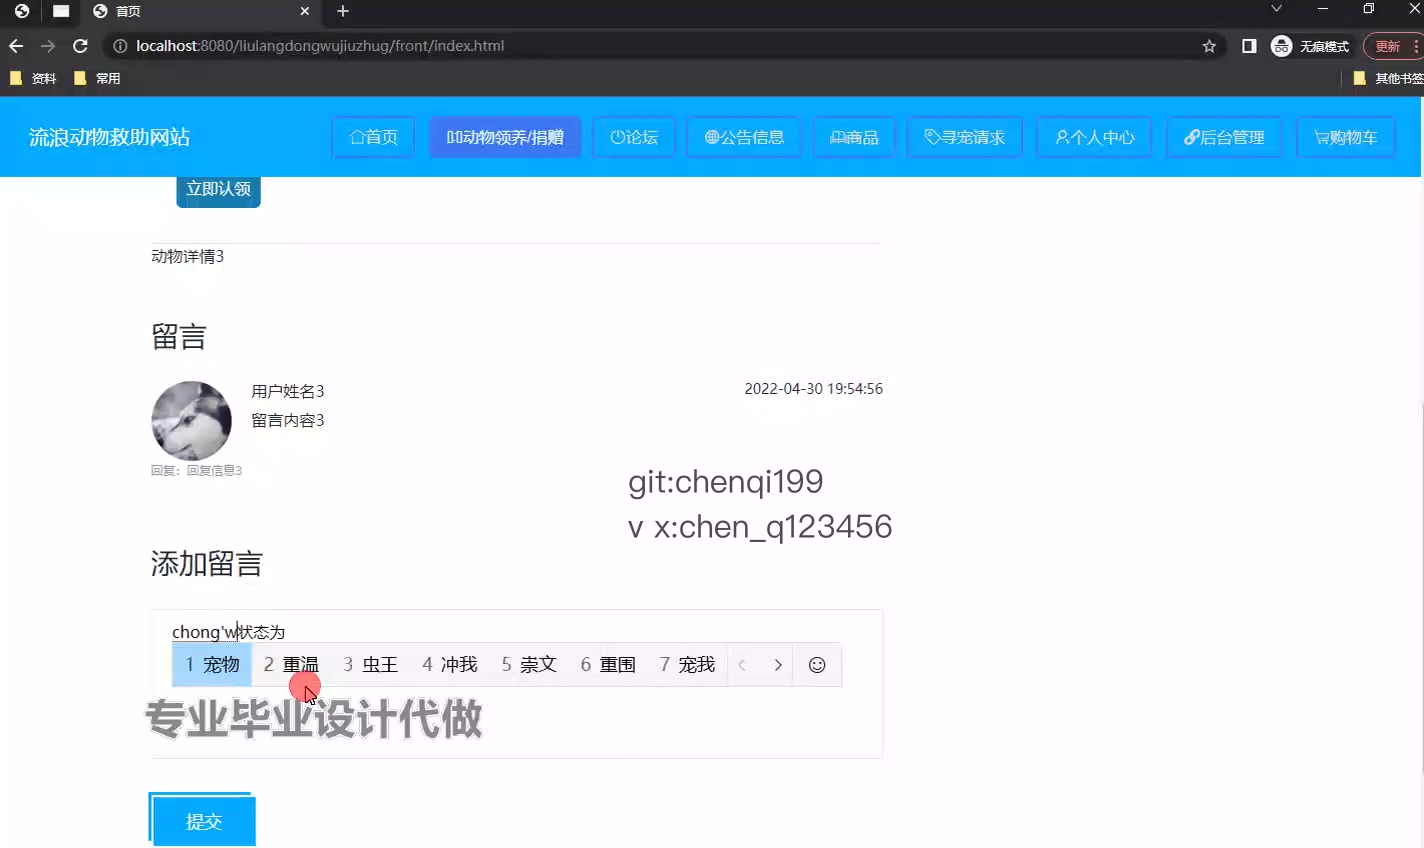 首页
localhost:8080/liulangdongwujiuzhug/front/index.html
无痕模式
更新
资料
常用
其他书签
流浪动物救助网站
首页
动物领养/捐赠
论坛
公告信息
商品
寻宠请求
个人中心
后台管理
购物车
立即认领
动物详情3
留言
用户姓名3
2022-04-30 19:54:56
留言内容3
回复：回复信息3
git:chenqi199
v x:chen_q123456
添加留言
chong'w状态为
1 宠物 2 重温 3 虫王 4 冲我 5 崇文 6 重围 7 宠我
专业毕业设计代做
提交